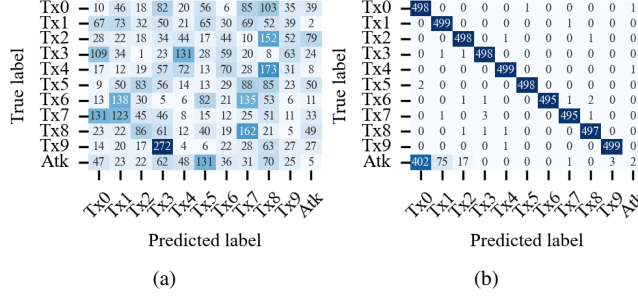 Tx0 10 46 18 82 20 56 6 85 103 35 39
Tx1 67 73 32 50 21 65 30 69 52 39 2
Tx2 28 22 18 34 44 17 44 10 152 52 79
Tx3 109 34 1 23 131 28 59 20 8 63 24
Tx4 17 12 19 57 72 13 70 28 173 31 8
Tx5 9 50 83 56 14 13 29 88 85 23 50
Tx6 13 138 30 5 6 82 21 135 53 6 11
Tx7 131 123 45 46 8 15 12 25 51 11 33
Tx8 23 22 86 61 12 40 19 162 21 5 49
Tx9 14 20 17 272 4 6 22 28 63 27 27
Atk 47 23 22 62 48 131 36 31 70 25 5
Tx0 Tx1 Tx2 Tx3 Tx4 Tx5 Tx6 Tx7 Tx8 Tx9 Atk
True label
Predicted label
(a)
Tx0 498 0 0 0 0 1 0 0 0 0 1
Tx1 0 499 0 0 0 0 0 1 0 0 0
Tx2 0 0 498 0 1 0 0 0 1 0 0
Tx3 0 1 1 498 0 0 0 0 0 0 0
Tx4 0 0 0 0 499 0 0 0 0 0 1
Tx5 2 0 0 0 0 498 0 0 0 0 0
Tx6 0 0 1 1 0 0 495 1 2 0 0
Tx7 0 1 0 3 0 0 0 495 1 0 0
Tx8 0 0 1 1 1 0 0 0 497 0 0
Tx9 0 0 0 0 1 0 0 0 0 499 0
Atk 402 75 17 0 0 0 0 1 0 3 2
Tx0 Tx1 Tx2 Tx3 Tx4 Tx5 Tx6 Tx7 Tx8 Tx9 Atk
True label
Predicted label
(b)